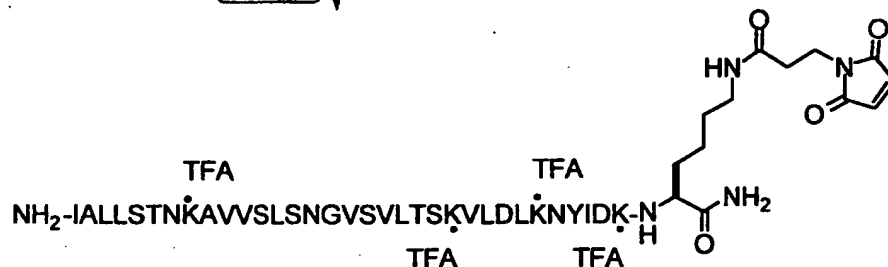 O O
HN N
O
TFA TFA
NH2-IALLSTNKAVVSLSNGVSVLTSKVLDLKNYIDK-N NH2
H O
TFA TFA